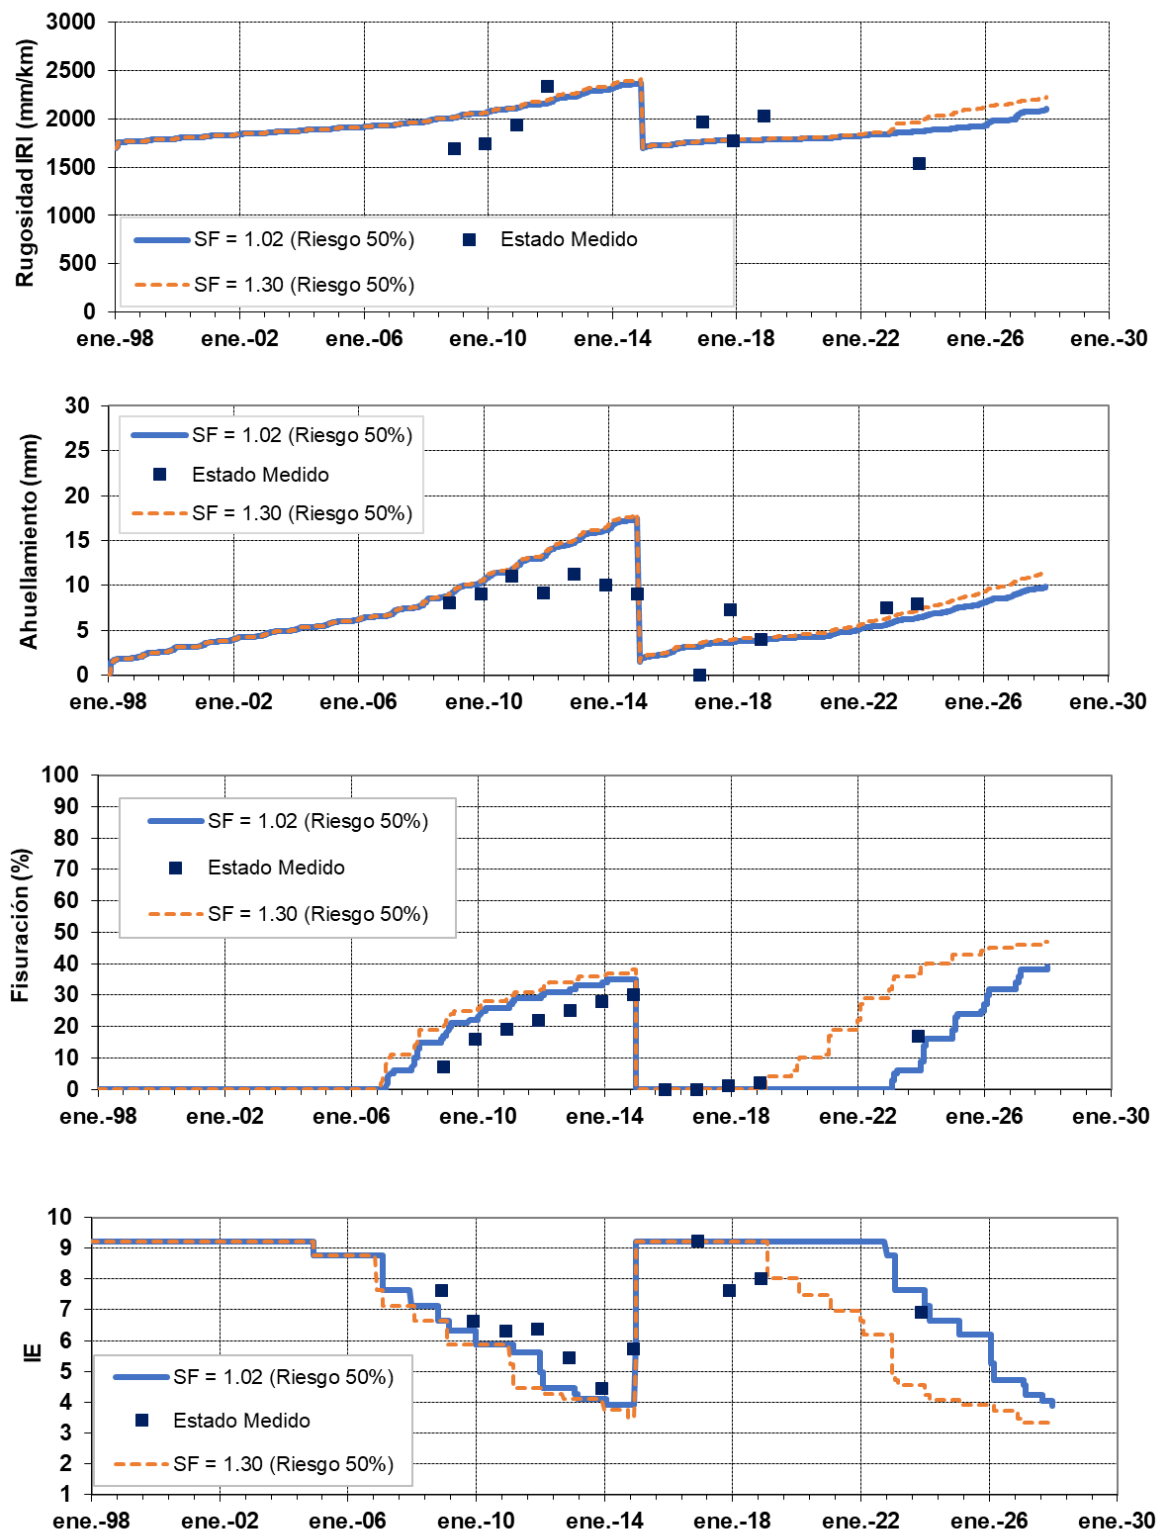 Rugosidad IRI (mm/km)
3000
2500
2000
1500
1000
500
0
SF = 1.02 (Riesgo 50%)
Estado Medido
SF = 1.30 (Riesgo 50%)
ene.-98 ene.-02 ene.-06 ene.-10 ene.-14 ene.-18 ene.-22 ene.-26 ene.-30
Ahuellamiento (mm)
30
25
20
15
10
5
0
SF = 1.02 (Riesgo 50%)
Estado Medido
SF = 1.30 (Riesgo 50%)
ene.-98 ene.-02 ene.-06 ene.-10 ene.-14 ene.-18 ene.-22 ene.-26 ene.-30
Fisuración (%)
100
90
80
70
60
50
40
30
20
10
0
SF = 1.02 (Riesgo 50%)
Estado Medido
SF = 1.30 (Riesgo 50%)
ene.-98 ene.-02 ene.-06 ene.-10 ene.-14 ene.-18 ene.-22 ene.-26 ene.-30
IE
10
9
8
7
6
5
4
3
2
1
SF = 1.02 (Riesgo 50%)
Estado Medido
SF = 1.30 (Riesgo 50%)
ene.-98 ene.-02 ene.-06 ene.-10 ene.-14 ene.-18 ene.-22 ene.-26 ene.-30